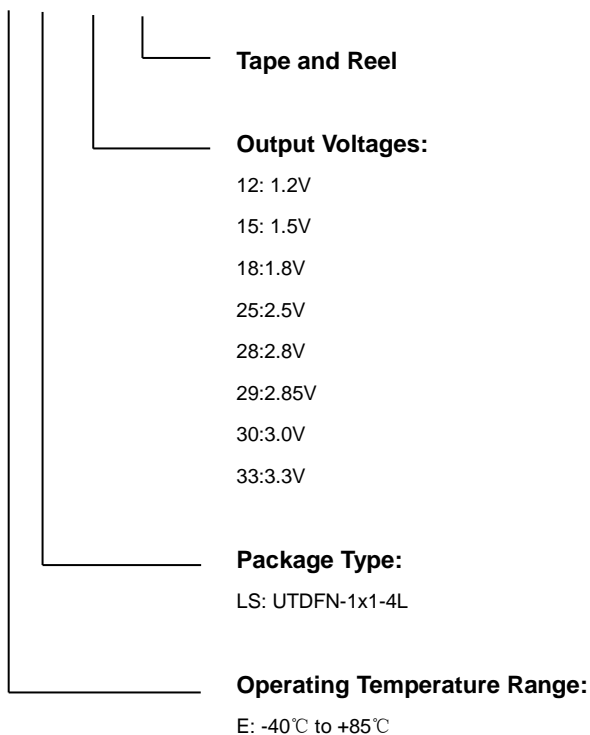 Tape and Reel
Output Voltages:
12: 1.2V
15: 1.5V
18:1.8V
25:2.5V
28:2.8V
29:2.85V
30:3.0V
33:3.3V
Package Type:
LS: UTDFN-1x1-4L
Operating Temperature Range:
E: -40℃ to +85℃